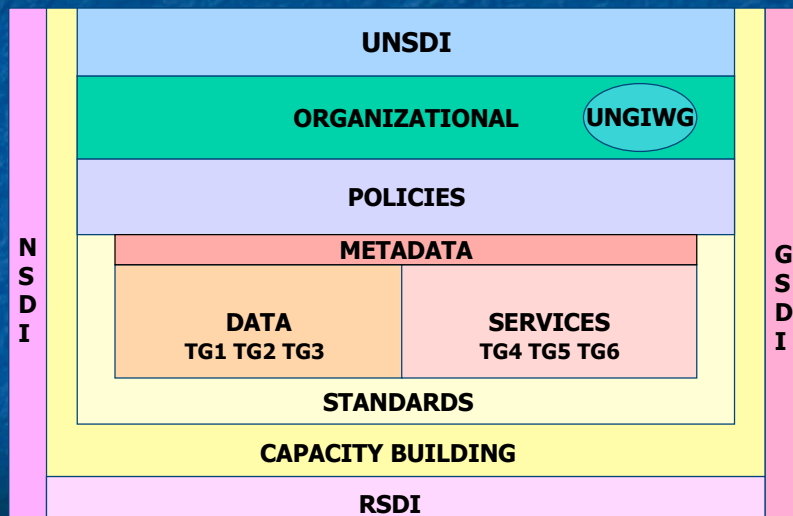 UNSDI
ORGANIZATIONAL
UNGIWG
POLICIES
METADATA
N
S
D
I
G
S
D
I
DATA
TG1 TG2 TG3
SERVICES
TG4 TG5 TG6
STANDARDS
CAPACITY BUILDING
RSDI